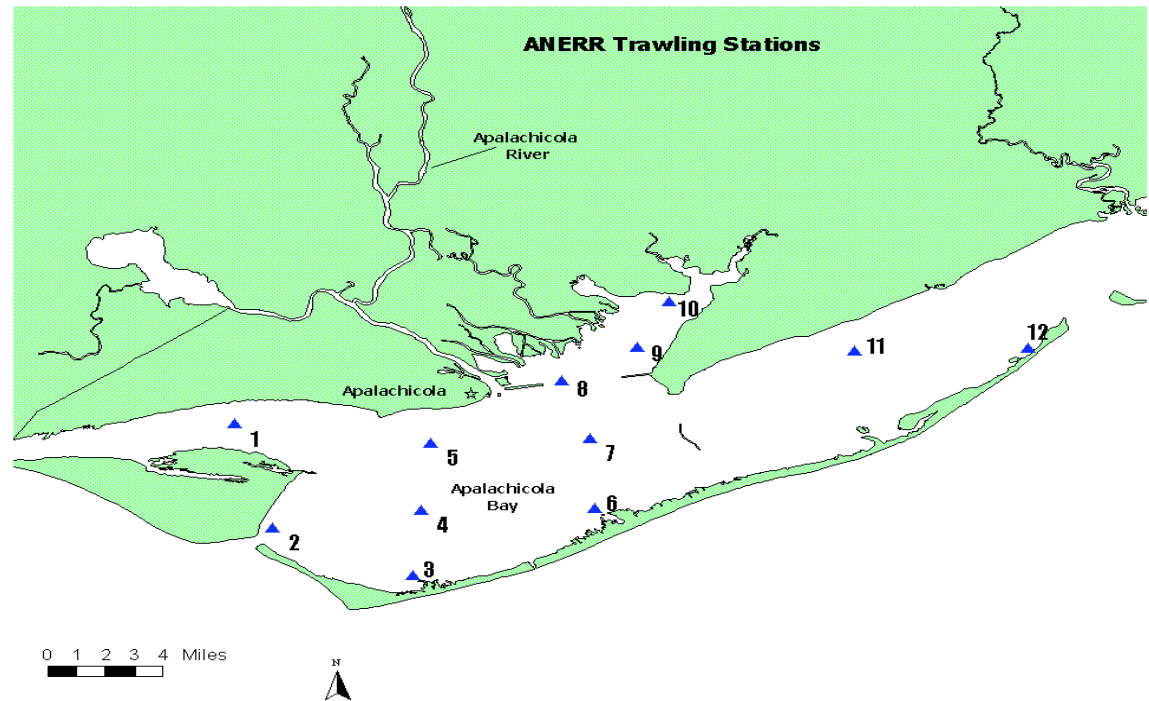 ANERR Trawling Stations
Apalachicola
River
10
12
9
11
8
Apalachicola
1
5
7
Apalachicola
Bay
6
4
2
3
0 1 2 3 4 Miles
N